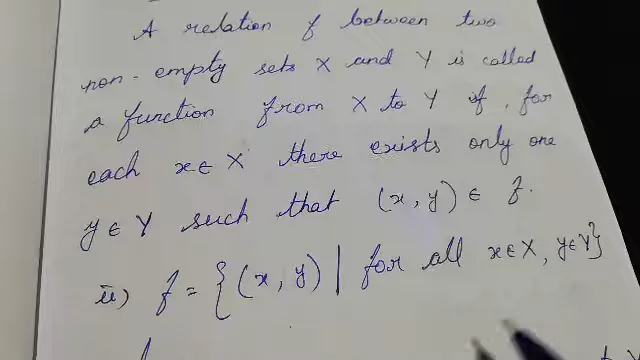 A relation f between two
non-empty sets X and Y is called
a function from X to Y if, for
each x ∈ X there exists only one
y ∈ Y such that (x, y) ∈ f.
ii) f = {(x, y) | for all x ∈ X, y ∈ Y}